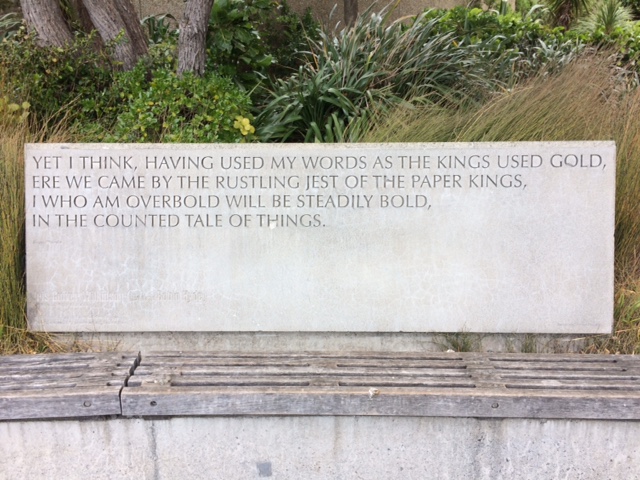 YET I THINK, HAVING USED MY WORDS AS THE KINGS USED GOLD,
ERE WE CAME BY THE RUSTLING JEST OF THE PAPER KINGS,
I WHO AM OVERBOLD WILL BE STEADILY BOLD,
IN THE COUNTED TALE OF THINGS.